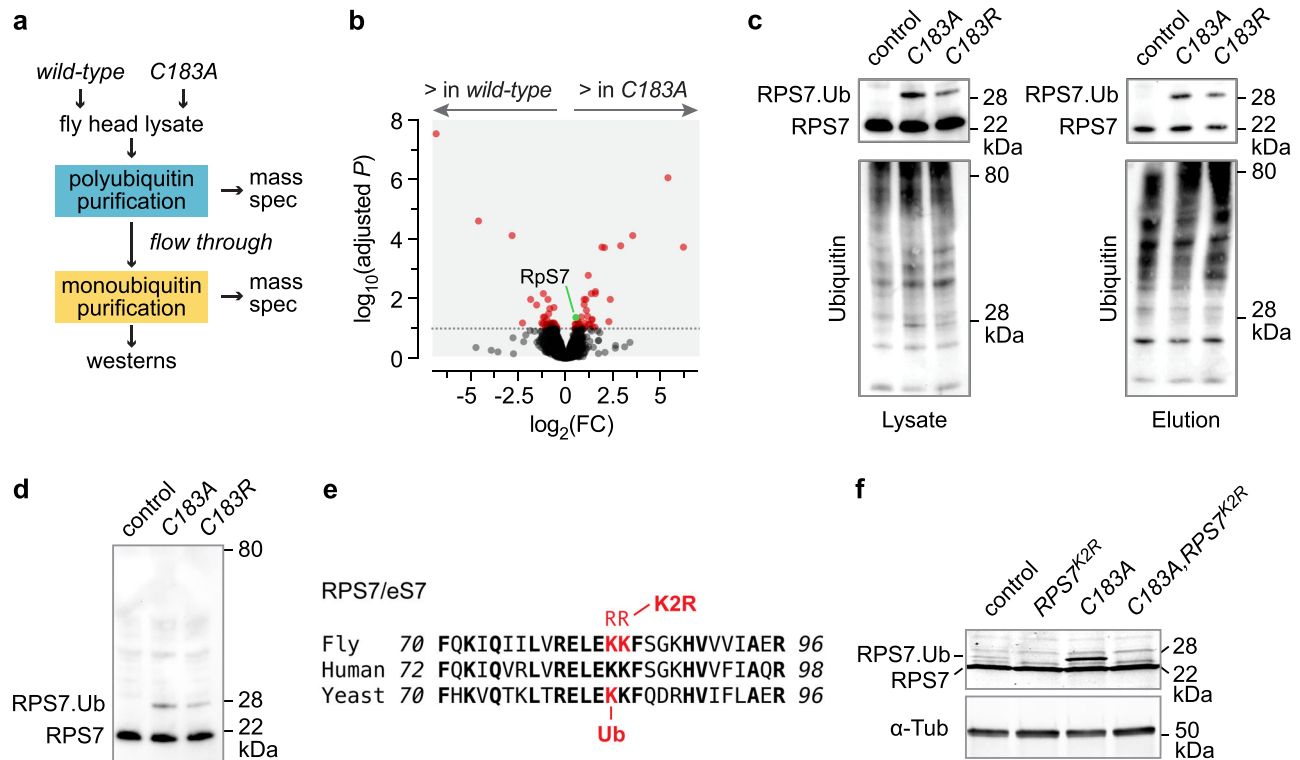 a
wild-type C183A
fly head lysate
polyubiquitin
purification
mass
spec
flow through
monoubiquitin
purification
mass
spec
westerns
b
> in wild-type > in C183A
log10(adjusted P)
8
6
4
2
0
RpS7
-5 -2.5 0 2.5 5
log2(FC)
c
control C183A C183R
RPS7.Ub
RPS7
28
22
kDa
Ubiquitin
80
28
kDa
Lysate
control C183A C183R
RPS7.Ub
RPS7
28
22
kDa
Ubiquitin
80
28
kDa
Elution
d
control C183A C183R
80
RPS7.Ub
RPS7
28
22
kDa
e
RPS7/eS7
RR K2R
Fly 70 FQKIQIILVRELEKKFSGKHVVVIAER 96
Human 72 FQKIQVRLVRELEKKFSGKHVVFIAQR 98
Yeast 70 FHKVQTKLTRELEKKFQDRHVIFLAER 96
Ub
f
control RPS7K2R C183A C183A, RPS7K2R
RPS7.Ub
RPS7
28
22
kDa
α-Tub
50
kDa